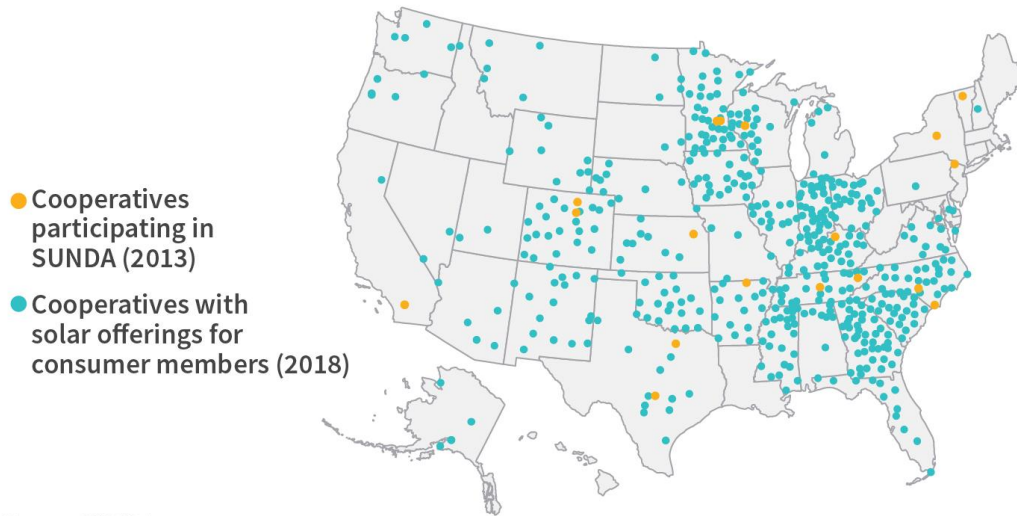 Cooperatives
participating in
SUNDA (2013)
Cooperatives with
solar offerings for
consumer members (2018)